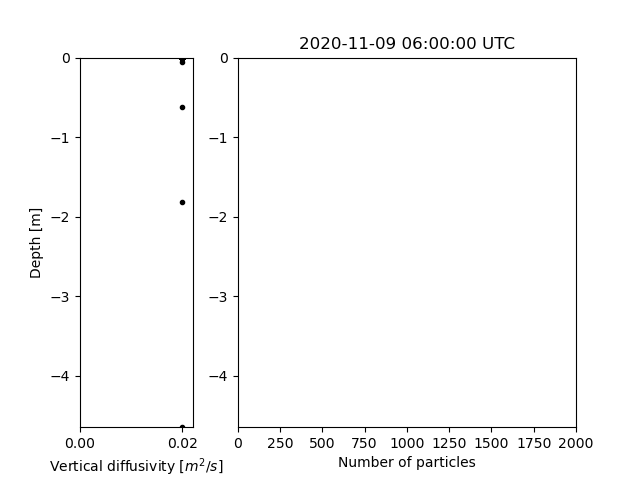 2020-11-09 06:00:00 UTC
Depth [m]
0
−1
−2
−3
−4
0.00 0.02
Vertical diffusivity [m²/s]
0
−1
−2
−3
−4
0 250 500 750 1000 1250 1500 1750 2000
Number of particles